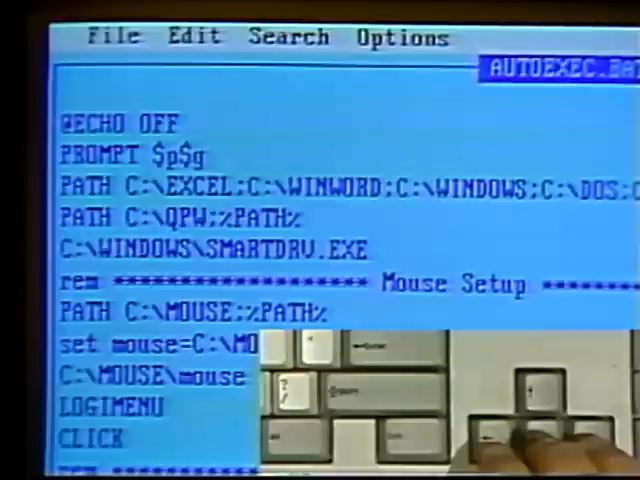 File Edit Search Options
AUTOEXEC.BAT
@ECHO OFF
PROMPT $p$g
PATH C:\EXCEL;C:\WINWORD;C:\WINDOWS;C:\DOS;C
PATH C:\QPW;%PATH%
C:\WINDOWS\SMARTDRV.EXE
rem ******************* Mouse Setup *******
PATH C:\MOUSE;%PATH%
set mouse=C:\MO
C:\MOUSE\mouse
LOGIMENU
CLICK
rem
? /